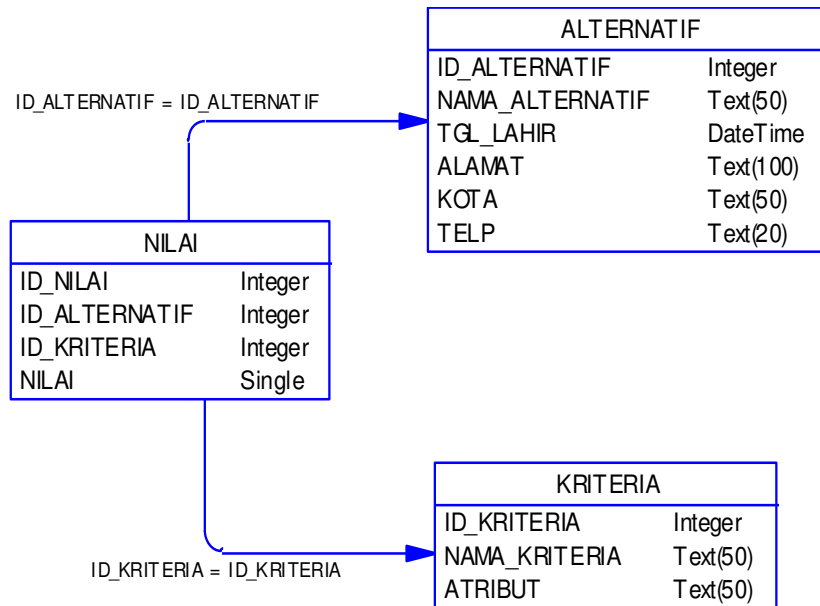 ALTERNATIF
ID_ALTERNATIF Integer
NAMA_ALTERNATIF Text(50)
TGL_LAHIR DateTime
ALAMAT Text(100)
KOTA Text(50)
TELP Text(20)
ID_ALTERNATIF = ID_ALTERNATIF
NILAI
ID_NILAI Integer
ID_ALTERNATIF Integer
ID_KRITERIA Integer
NILAI Single
KRITERIA
ID_KRITERIA Integer
NAMA_KRITERIA Text(50)
ATRIBUT Text(50)
ID_KRITERIA = ID_KRITERIA